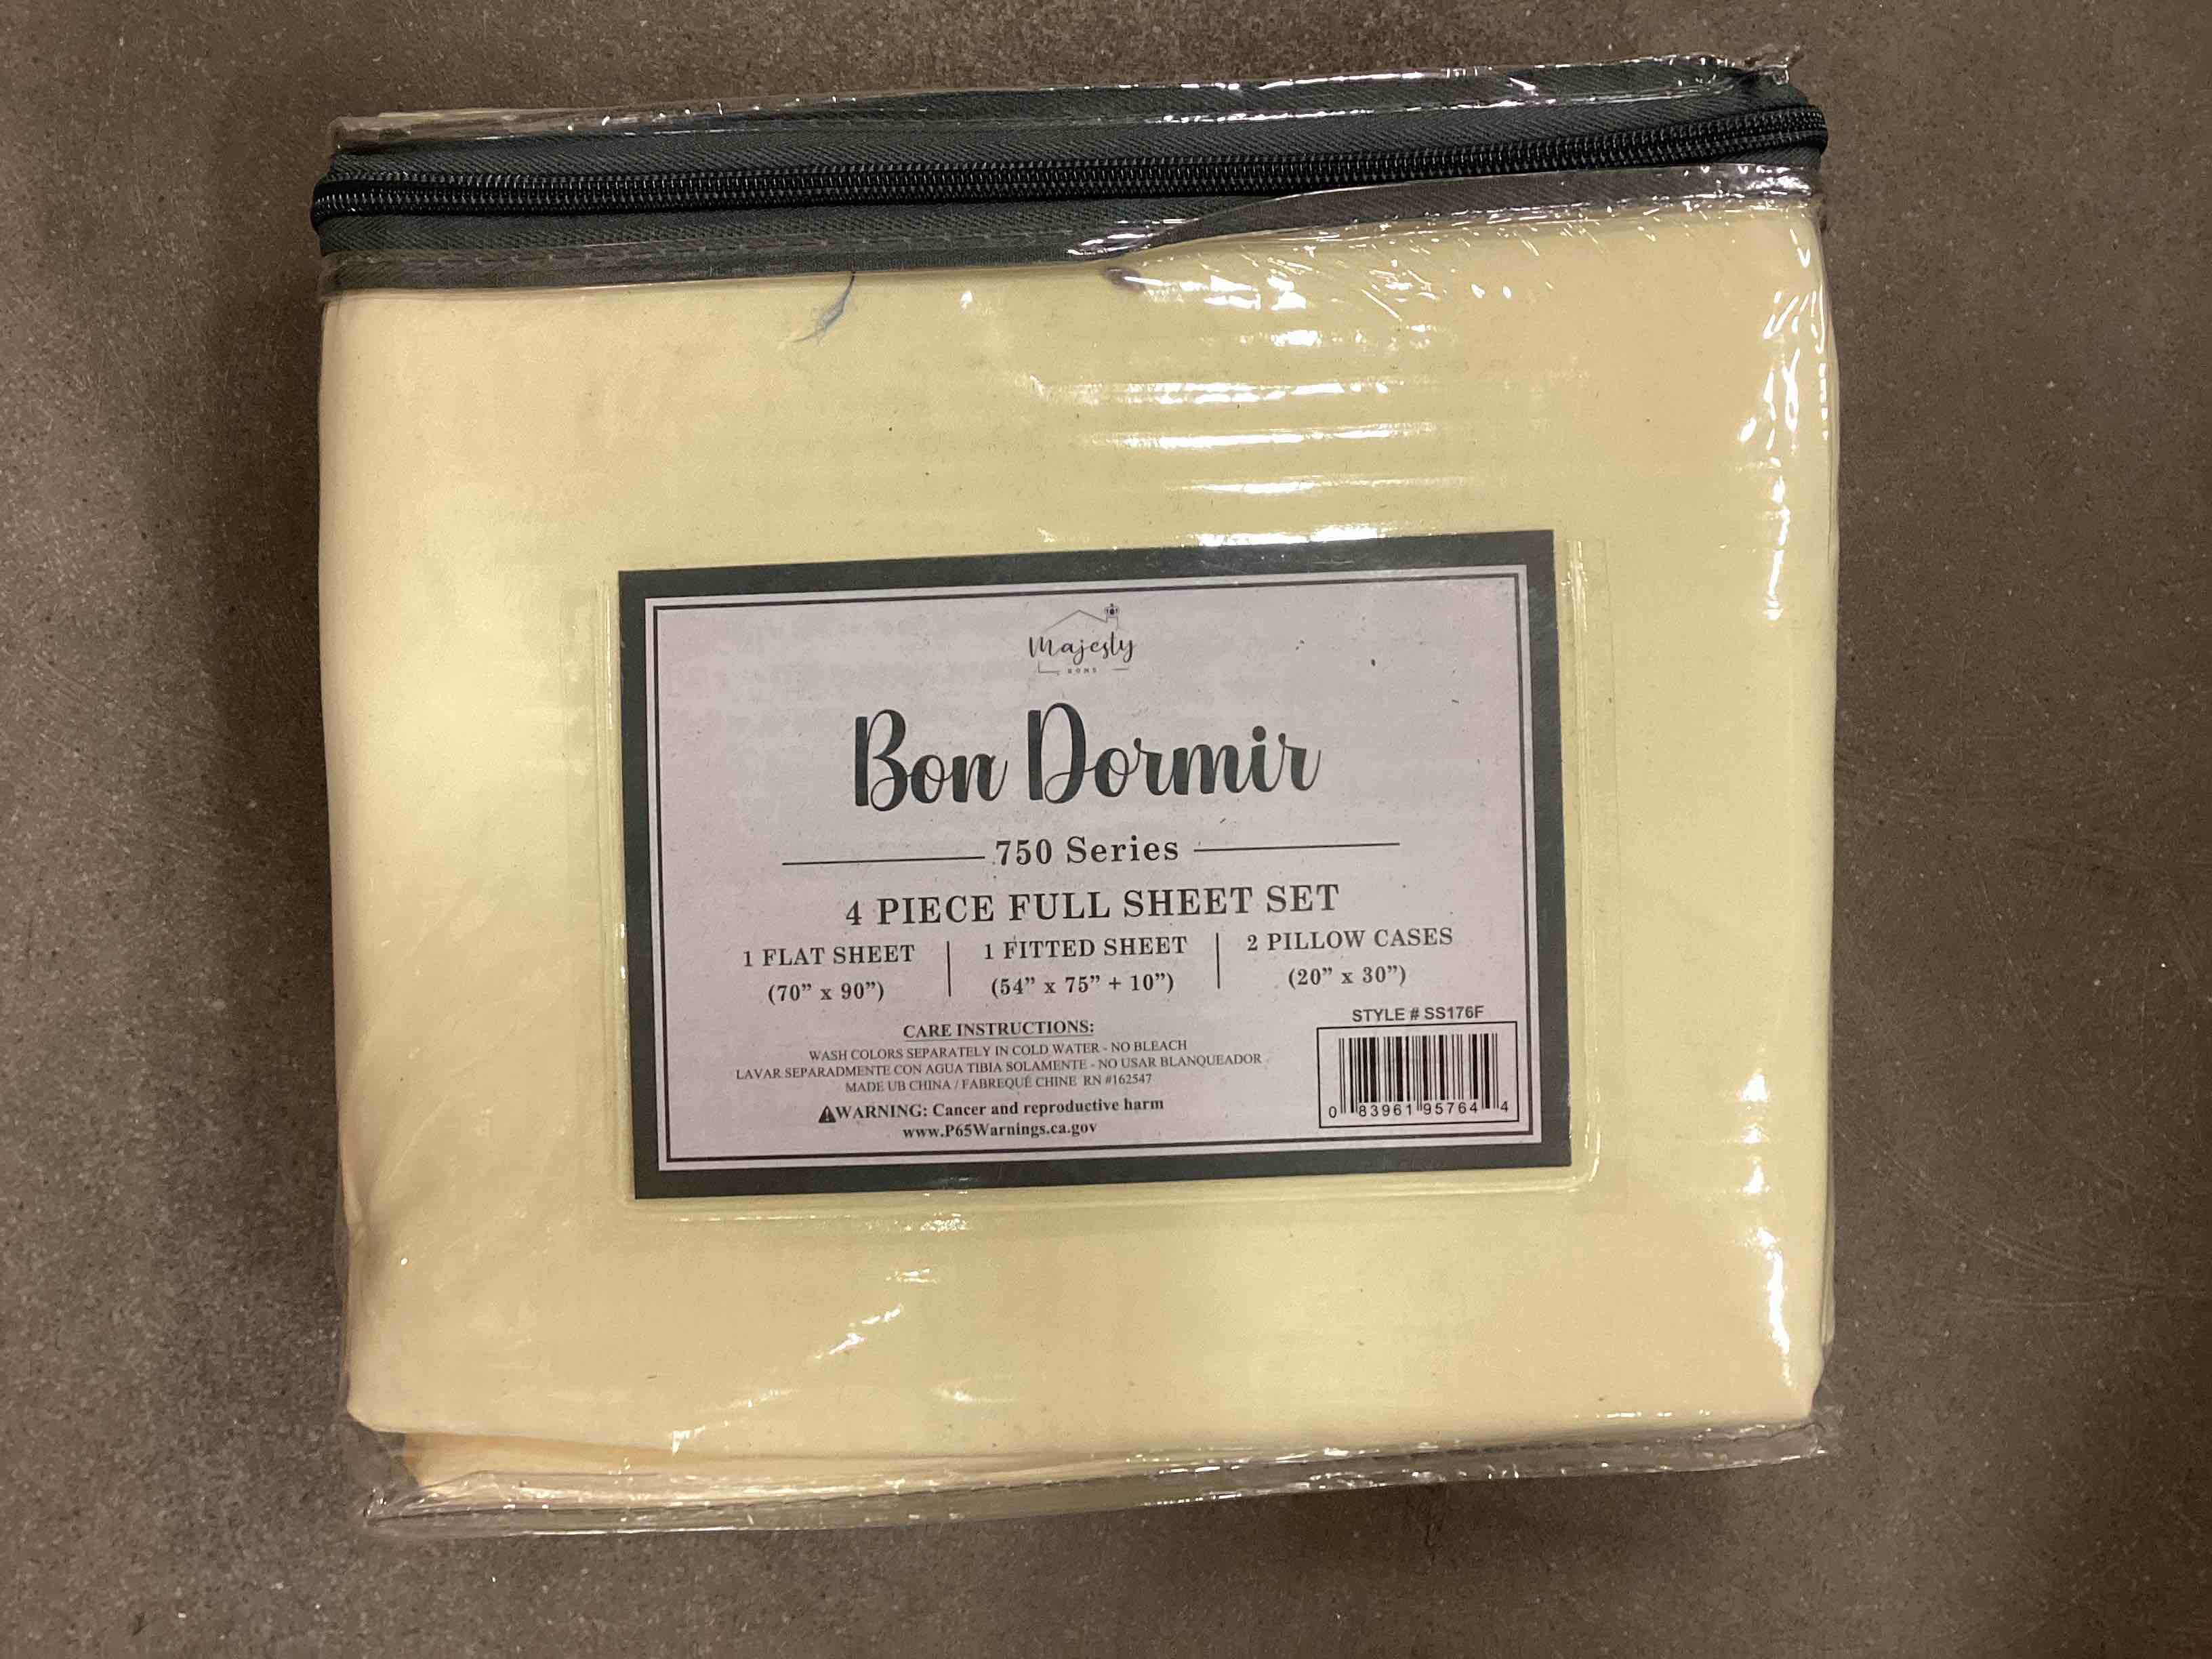 Majesty
HOME
Bon Dormir
750 Series
4 PIECE FULL SHEET SET
1 FLAT SHEET | 1 FITTED SHEET | 2 PILLOW CASES
(70” x 90”) (54” x 75” + 10”) (20” x 30”)
STYLE # SS176F
CARE INSTRUCTIONS:
WASH COLORS SEPARATELY IN COLD WATER - NO BLEACH
LAVAR SEPARADMENTE CON AGUA TIBIA SOLAMENTE - NO USAR BLANQUEADOR
MADE UB CHINA / FABREQUÉ CHINE RN #162547
⚠WARNING: Cancer and reproductive harm
www.P65Warnings.ca.gov
0 83961 95764 4